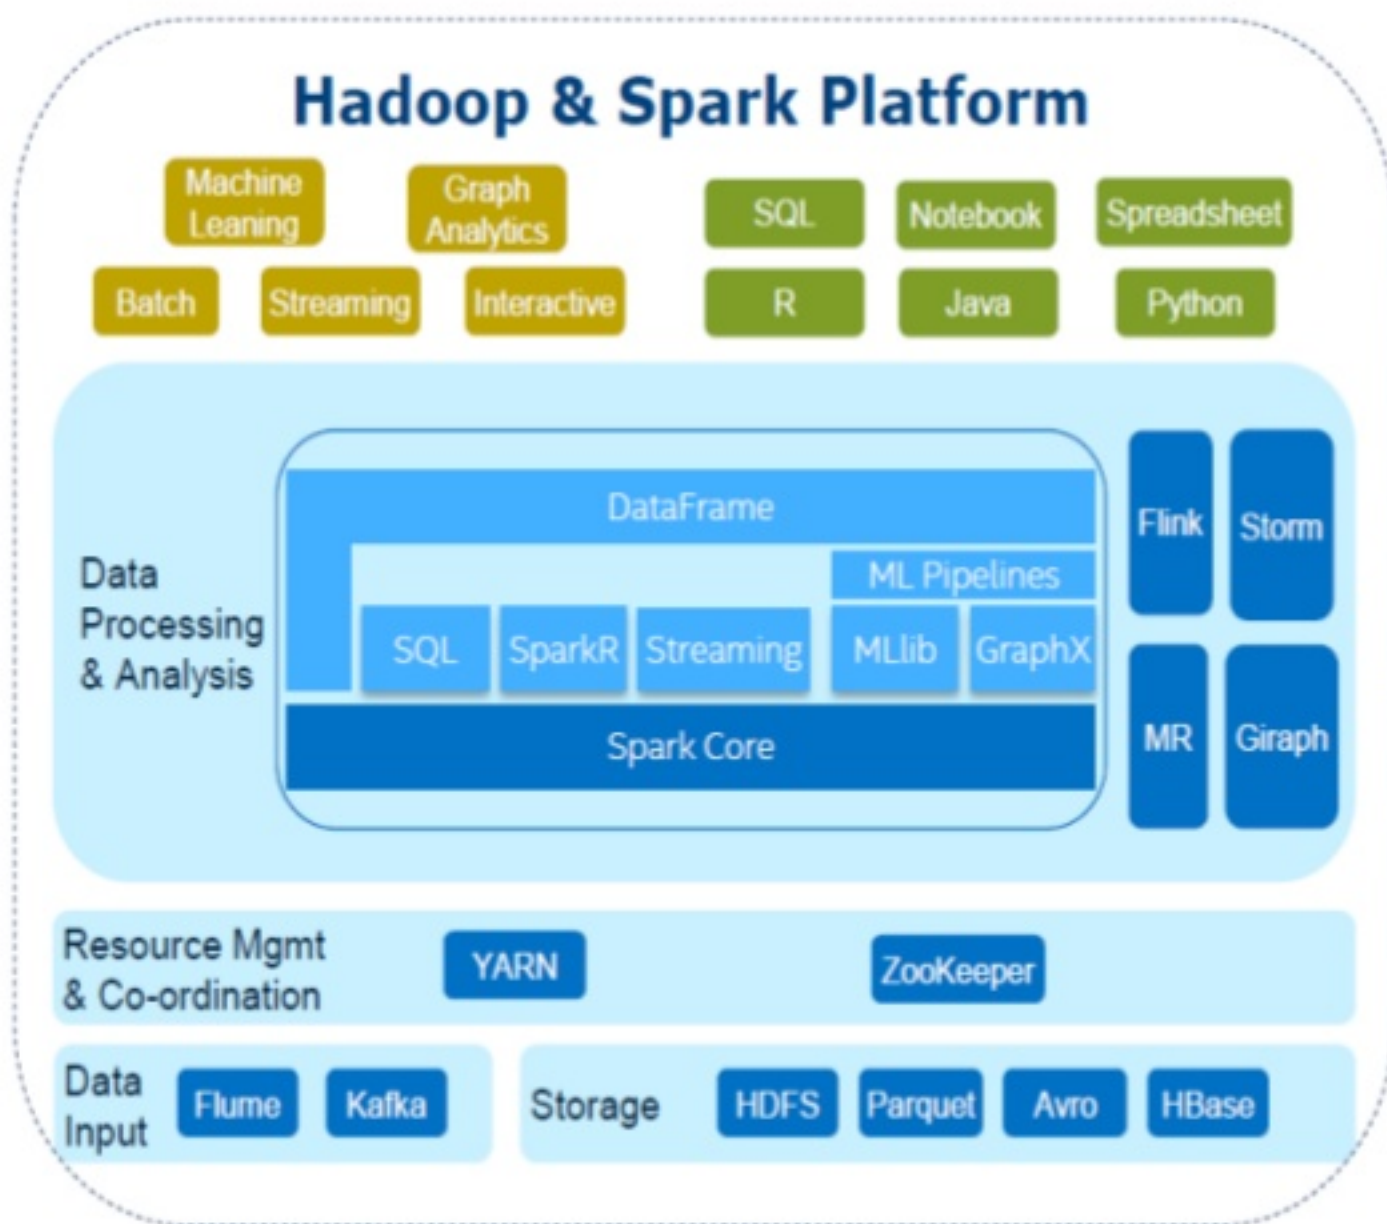 Hadoop & Spark Platform
Machine
Leaning
Graph
Analytics
SQL
Notebook
Spreadsheet
Batch
Streaming
Interactive
R
Java
Python
Data
Processing
& Analysis
DataFrame
ML Pipelines
SQL
SparkR
Streaming
MLlib
GraphX
Spark Core
Flink
Storm
MR
Giraph
Resource Mgmt
& Co-ordination
YARN
ZooKeeper
Data
Input
Flume
Kafka
Storage
HDFS
Parquet
Avro
HBase